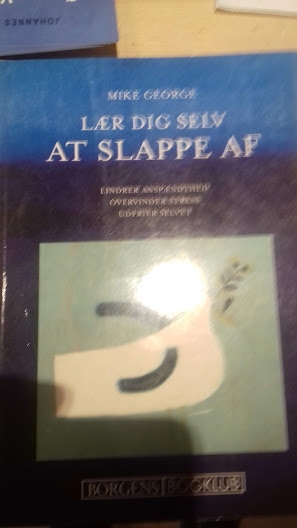 JOHANNES
MIKE GEORGE
LÆR DIG SELV
AT SLAPPE AF
LINDRER ANSPÆNDTHED
OVERVINDER STRESS
UDFRIER SELVET
BORGENS BOGKLUB